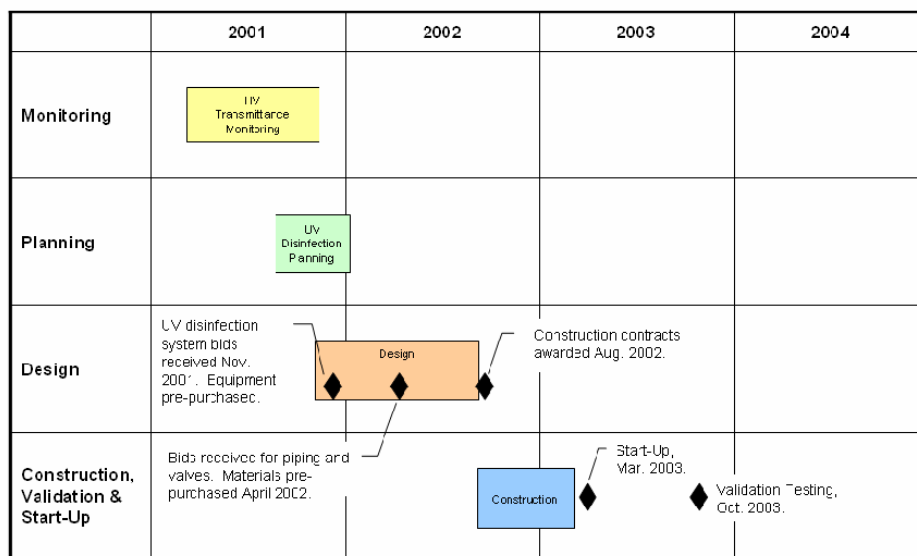 2001 2002 2003 2004
Monitoring
UV
Transmittance
Monitoring
Planning
UV
Disinfection
Planning
Design
UV disinfection
system bids
received Nov.
2001. Equipment
pre-purchased.
Design
Construction contracts
awarded Aug. 2002.
Bids received for piping and
valves. Materials pre-
purchased April 2002.
Construction,
Validation &
Start-Up
Construction
Start-Up,
Mar. 2003.
Validation Testing,
Oct. 2003.